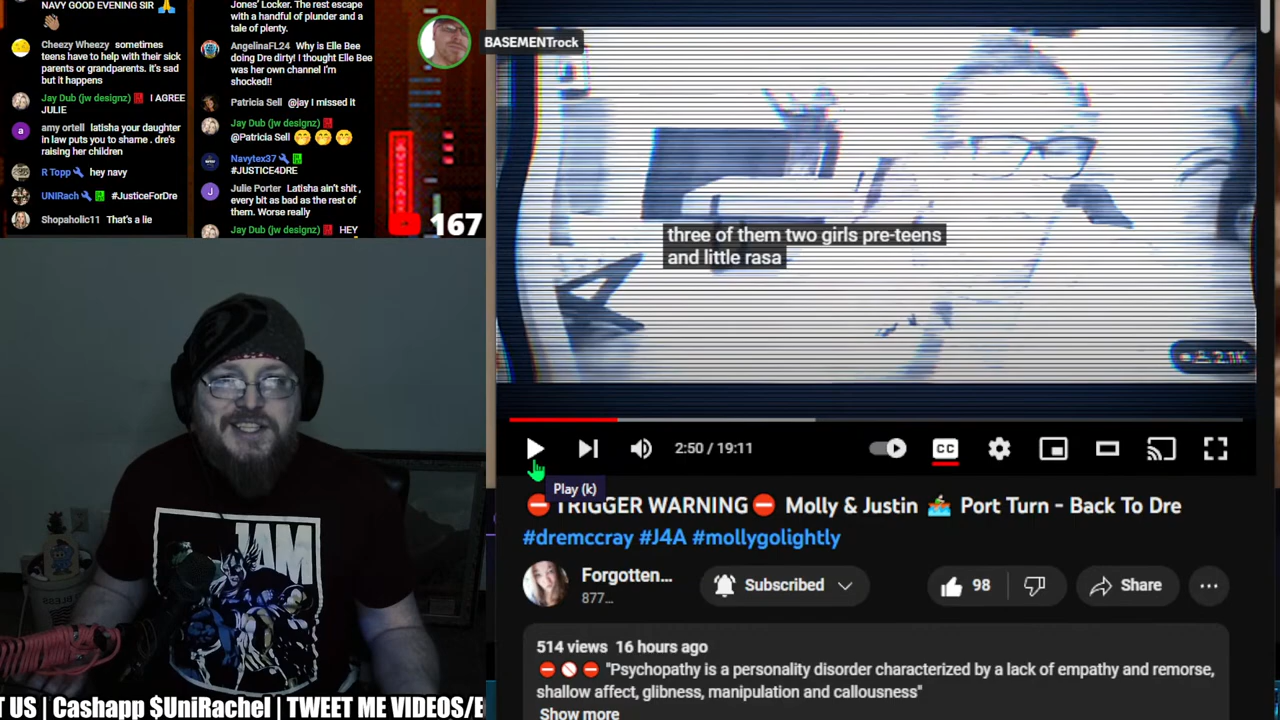 NAVY GOOD EVENING SIR 🙏
👋🏽
Cheezy Wheezy sometimes
teens have to help with their sick
parents or grandparents. it's sad
but it happens
Jay Dub (jw designz) I AGREE
JULIE
amy ortell latisha your daughter
in law puts you to shame . dre's
raising her children
R Topp hey navy
UNIRach #JusticeForDre
Shopaholic11 That's a lie
Jones' Locker. The rest escape
with a handful of plunder and a
tale of plenty.
AngelinaFL24 Why is Elle Bee
doing Dre dirty! I thought Elle Bee
was her own channel I'm
shocked!!
Patricia Sell @jay I missed it
Jay Dub (jw designz)
@Patricia Sell 🤭 🤭 🤭
Navytex37
#JUSTICE4DRE
Julie Porter Latisha ain't shit ,
every bit as bad as the rest of
them. Worse really
Jay Dub (jw designz) HEY
167
BASEMENTrock
three of them two girls pre-teens
and little rasa
2.1K
2:50 / 19:11
CC
Play (k)
⛔ TRIGGER WARNING⛔ Molly & Justin 🚣 Port Turn - Back To Dre
#dremccray #J4A #mollygolightly
Forgotten...
877...
Subscribed
98
Share
514 views 16 hours ago
⛔ 🚫 ⛔ "Psychopathy is a personality disorder characterized by a lack of empathy and remorse,
shallow affect, glibness, manipulation and callousness"
Show more
JAM
T US | Cashapp $UniRachel | TWEET ME VIDEOS/E